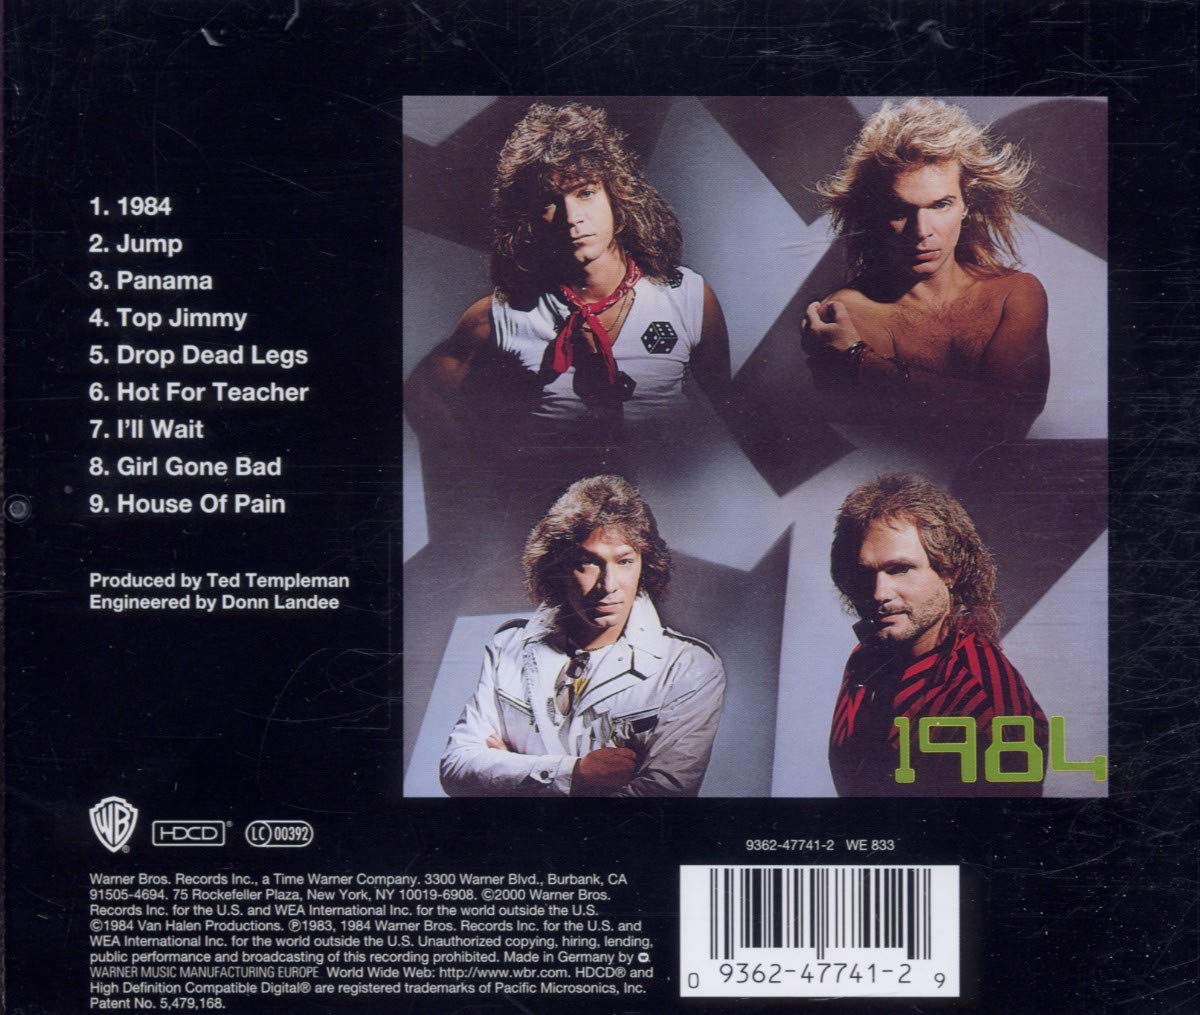 1. 1984
2. Jump
3. Panama
4. Top Jimmy
5. Drop Dead Legs
6. Hot For Teacher
7. I'll Wait
8. Girl Gone Bad
9. House Of Pain
Produced by Ted Templeman
Engineered by Donn Landee
1984
WB®
HDCD®
LC 00392
9362-47741-2 WE 833
Warner Bros. Records Inc., a Time Warner Company. 3300 Warner Blvd., Burbank, CA
91505-4694. 75 Rockefeller Plaza, New York, NY 10019-6908. ©2000 Warner Bros.
Records Inc. for the U.S. and WEA International Inc. for the world outside the U.S.
©1984 Van Halen Productions. ℗1983, 1984 Warner Bros. Records Inc. for the U.S. and
WEA International Inc. for the world outside the U.S. Unauthorized copying, hiring, lending,
public performance and broadcasting of this recording prohibited. Made in Germany by
WARNER MUSIC MANUFACTURING EUROPE World Wide Web: http://www.wbr.com. HDCD® and
High Definition Compatible Digital® are registered trademarks of Pacific Microsonics, Inc.
Patent No. 5,479,168.
0 9362-47741-2 9